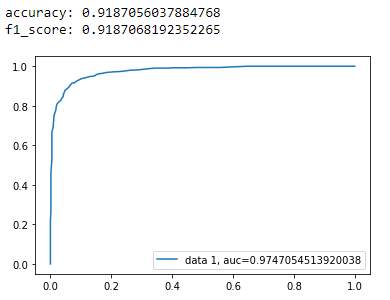 accuracy: 0.9187056037884768
f1_score: 0.9187068192352265
1.0
0.8
0.6
0.4
0.2
0.0
0.0 0.2 0.4 0.6 0.8 1.0
data 1, auc=0.9747054513920038